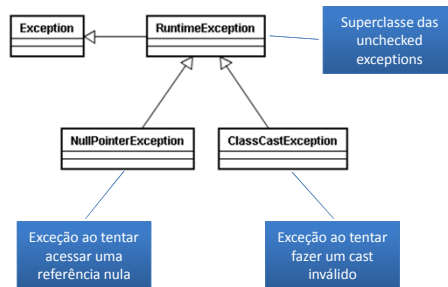 Exception
RuntimeException
Superclasse das
unchecked
exceptions
NullPointerException
ClassCastException
Exceção ao tentar
acessar uma
referência nula
Exceção ao tentar
fazer um cast
inválido